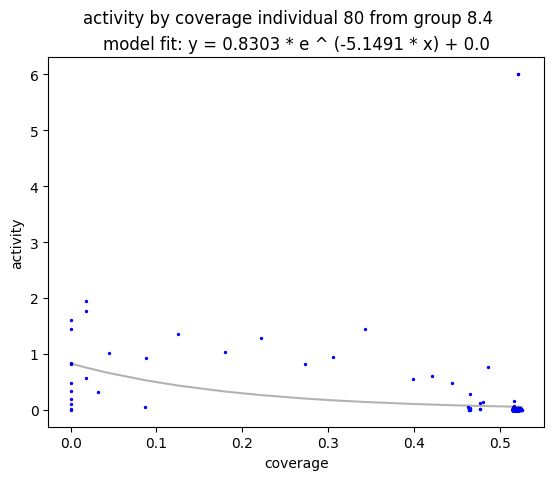 activity by coverage individual 80 from group 8.4
model fit: y = 0.8303 * e ^ (-5.1491 * x) + 0.0
6
5
4
3
2
1
0
activity
0.0 0.1 0.2 0.3 0.4 0.5
coverage